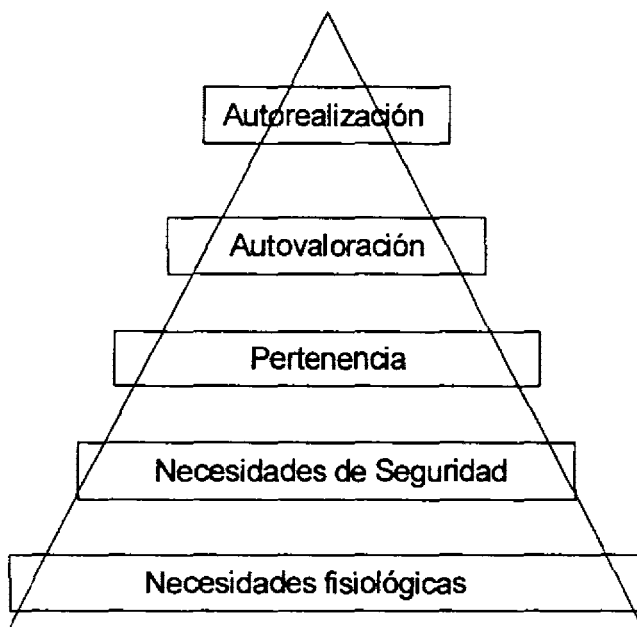 Autorealización
Autovaloración
Pertenencia
Necesidades de Seguridad
Necesidades fisiológicas